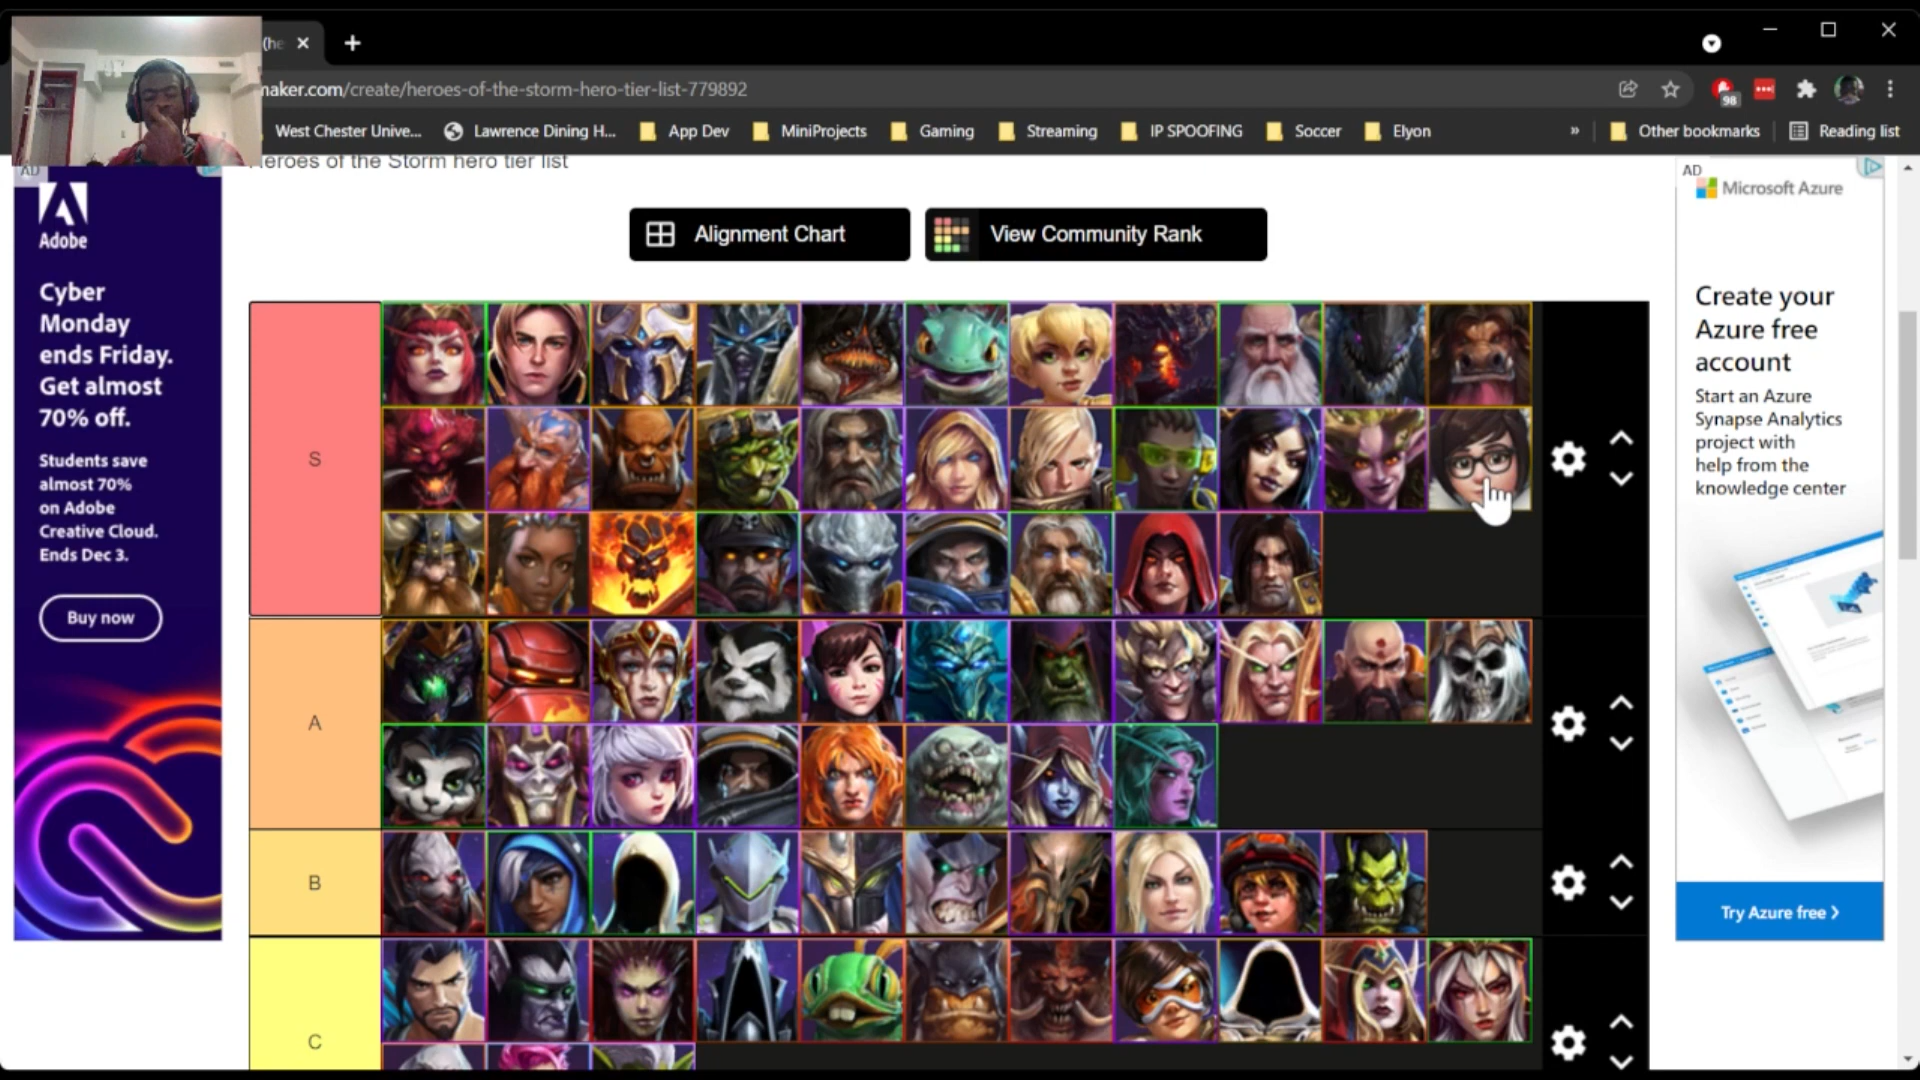 (he
naker.com/create/heroes-of-the-storm-hero-tier-list-779892
98
West Chester Unive...
Lawrence Dining H...
App Dev
MiniProjects
Gaming
Streaming
IP SPOOFING
Soccer
Elyon
»
Other bookmarks
Reading list
Heroes of the Storm hero tier list
AD
Adobe
Cyber
Monday
ends Friday.
Get almost
70% off.
Students save
almost 70%
on Adobe
Creative Cloud.
Ends Dec 3.
Buy now
Alignment Chart
View Community Rank
S
A
B
C
AD
Microsoft Azure
Create your
Azure free
account
Start an Azure
Synapse Analytics
project with
help from the
knowledge center
Try Azure free >